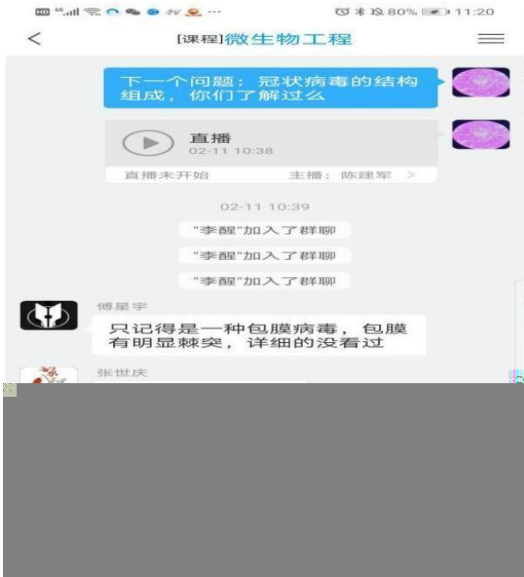 80% 11:20
[课程]微生物工程
下一个问题：冠状病毒的结构
组成，你们了解过么
直播
02-11 10:38
直播未开始 主播：陈建军 >
02-11 10:39
"李醒"加入了群聊
"李醒"加入了群聊
"李醒"加入了群聊
傅星宇
只记得是一种包膜病毒，包膜
有明显棘突，详细的没看过
张世庆